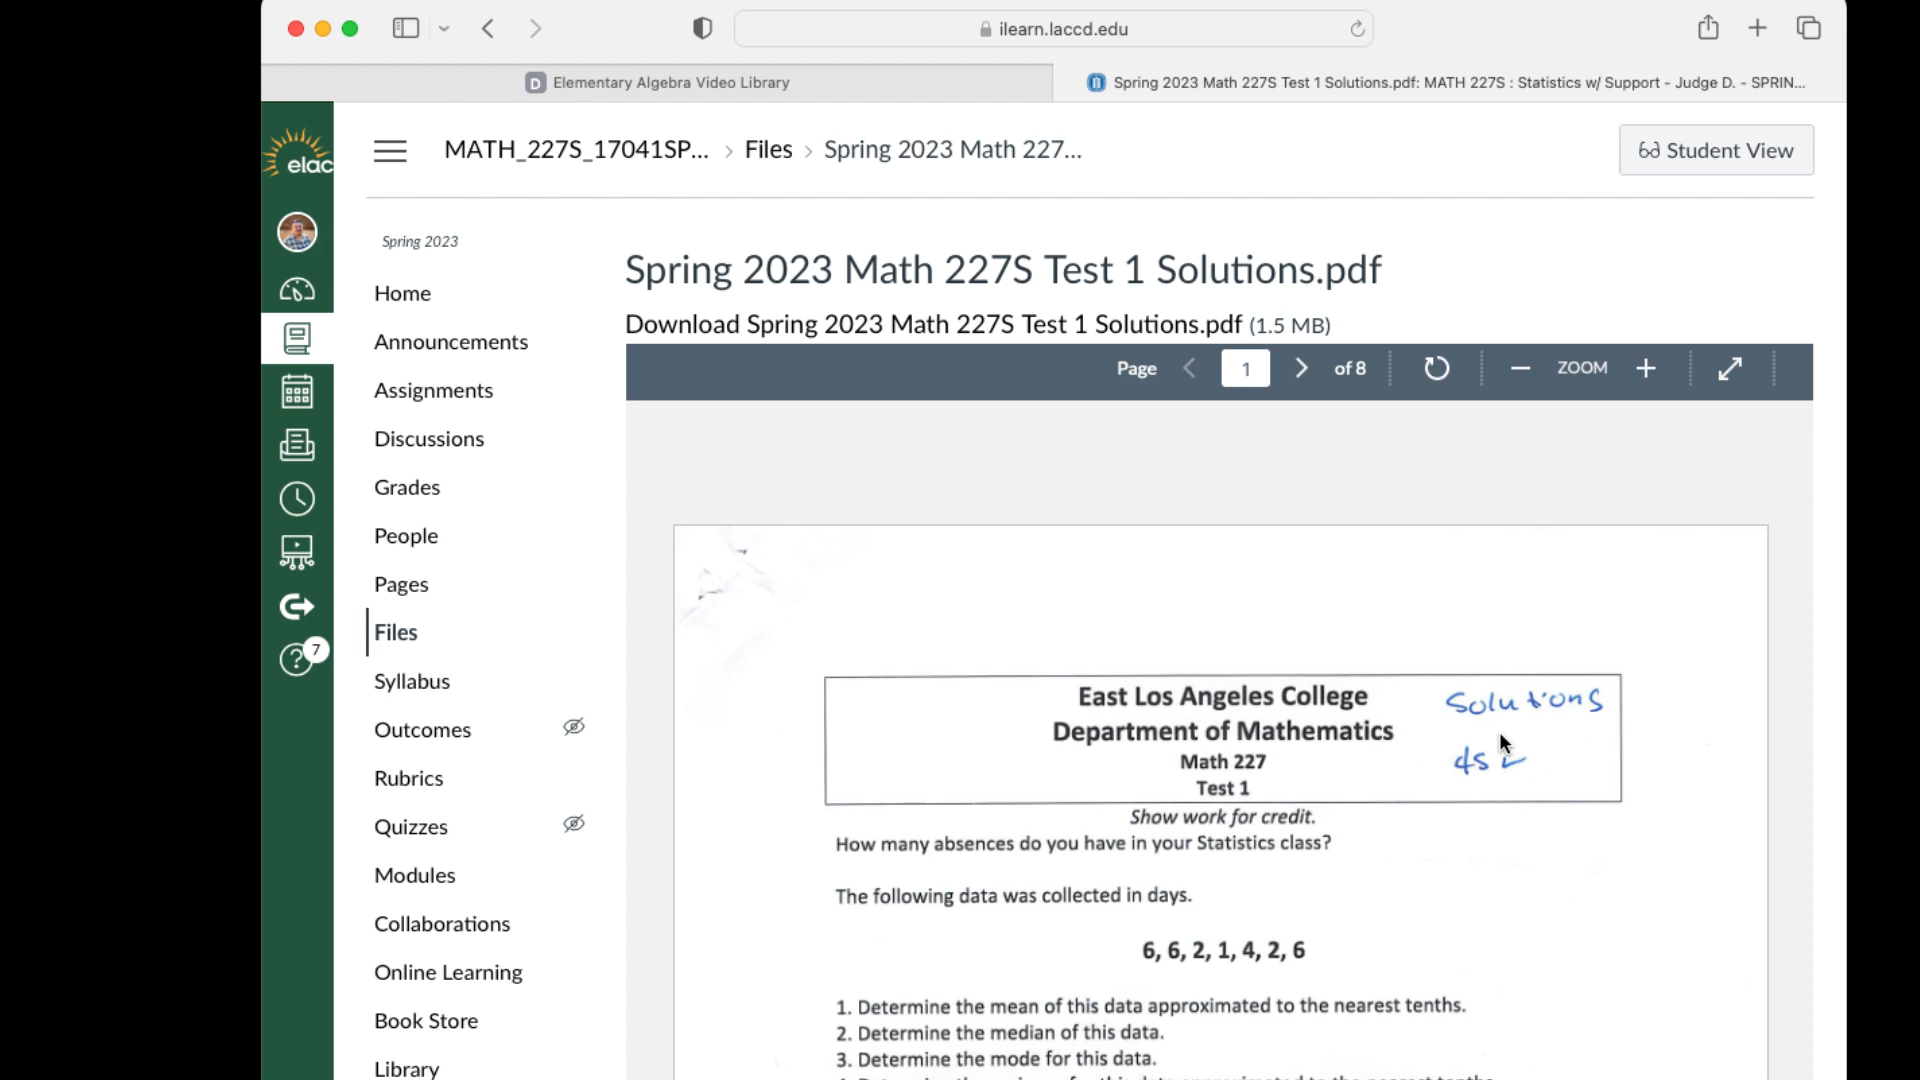 ilearn.laccd.edu
Elementary Algebra Video Library
Spring 2023 Math 227S Test 1 Solutions.pdf: MATH 227S : Statistics w/ Support - Judge D. - SPRIN...
elac
MATH_227S_17041SP... > Files > Spring 2023 Math 227...
Student View
Spring 2023
Home
Announcements
Assignments
Discussions
Grades
People
Pages
Files
Syllabus
Outcomes
Rubrics
Quizzes
Modules
Collaborations
Online Learning
Book Store
Library
7
Spring 2023 Math 227S Test 1 Solutions.pdf
Download Spring 2023 Math 227S Test 1 Solutions.pdf (1.5 MB)
Page 1 of 8 ZOOM
East Los Angeles College
Department of Mathematics
Math 227
Test 1
Solutions
Show work for credit.
How many absences do you have in your Statistics class?
The following data was collected in days.
6, 6, 2, 1, 4, 2, 6
1. Determine the mean of this data approximated to the nearest tenths.
2. Determine the median of this data.
3. Determine the mode for this data.